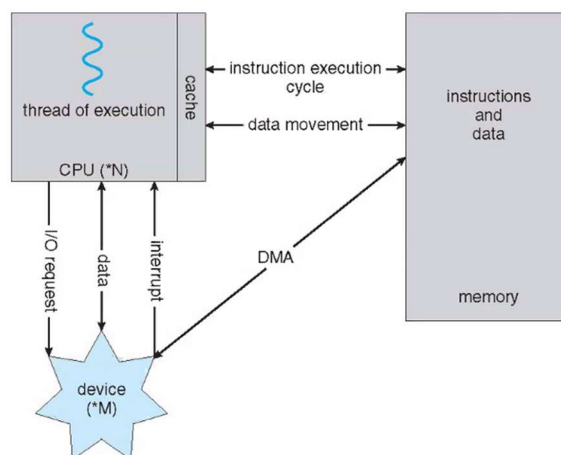 thread of execution
cache
CPU (*N)
instruction execution
cycle
data movement
instructions
and
data
memory
I/O request
data
interrupt
DMA
device
(*M)